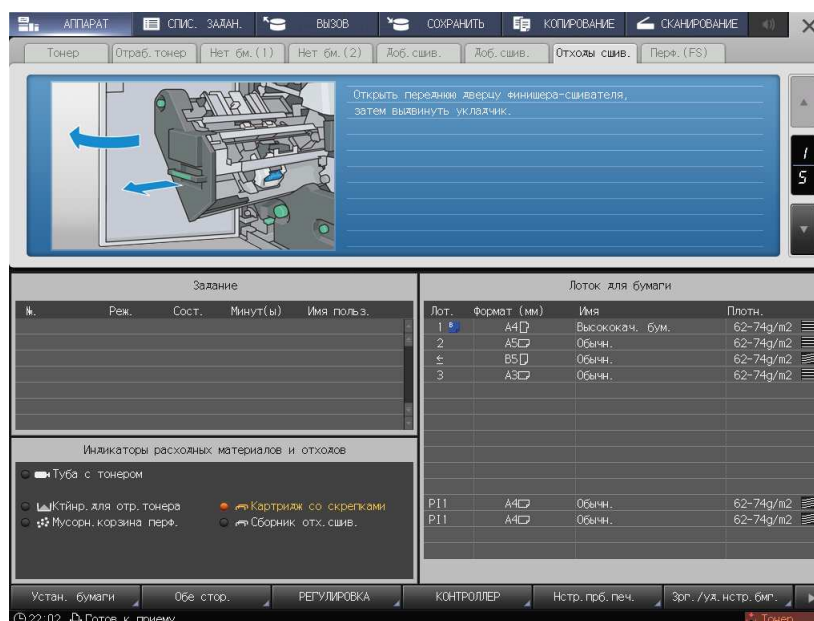 АППАРАТ СПИС. ЗАДАН. ВЫЗОВ СОХРАНИТЬ КОПИРОВАНИЕ СКАНИРОВАНИЕ
Тонер Отраб. тонер Нет бм.(1) Нет бм.(2) Доб. сшив. Доб. сшив. Отходы сшив. Перф.(FS)
Открыть переднюю дверцу финишера-сшивателя,
затем выдвинуть укладчик.
1
5
Задание
№. Реж. Сост. Минут(ы) Имя польз.
Лоток для бумаги
Лот. Формат (мм) Имя Плотн.
1 A4 Высококач. бум. 62-74g/m2
2 A5 Обычн. 62-74g/m2
B5 Обычн. 62-74g/m2
3 A3 Обычн. 62-74g/m2
PI1 A4 Обычн. 62-74g/m2
PI1 A4 Обычн. 62-74g/m2
Индикаторы расходных материалов и отходов
Туба с тонером
Ктйнр. для отр. тонера Картридж со скрепками
Мусорн. корзина перф. Сборник отх. сшив.
Устан. бумаги Обе стор. РЕГУЛИРОВКА КОНТРОЛЛЕР Нстр. прб. печ. Зрг./уд. нстр. бмг.
22:02 Готов к приему Тонер